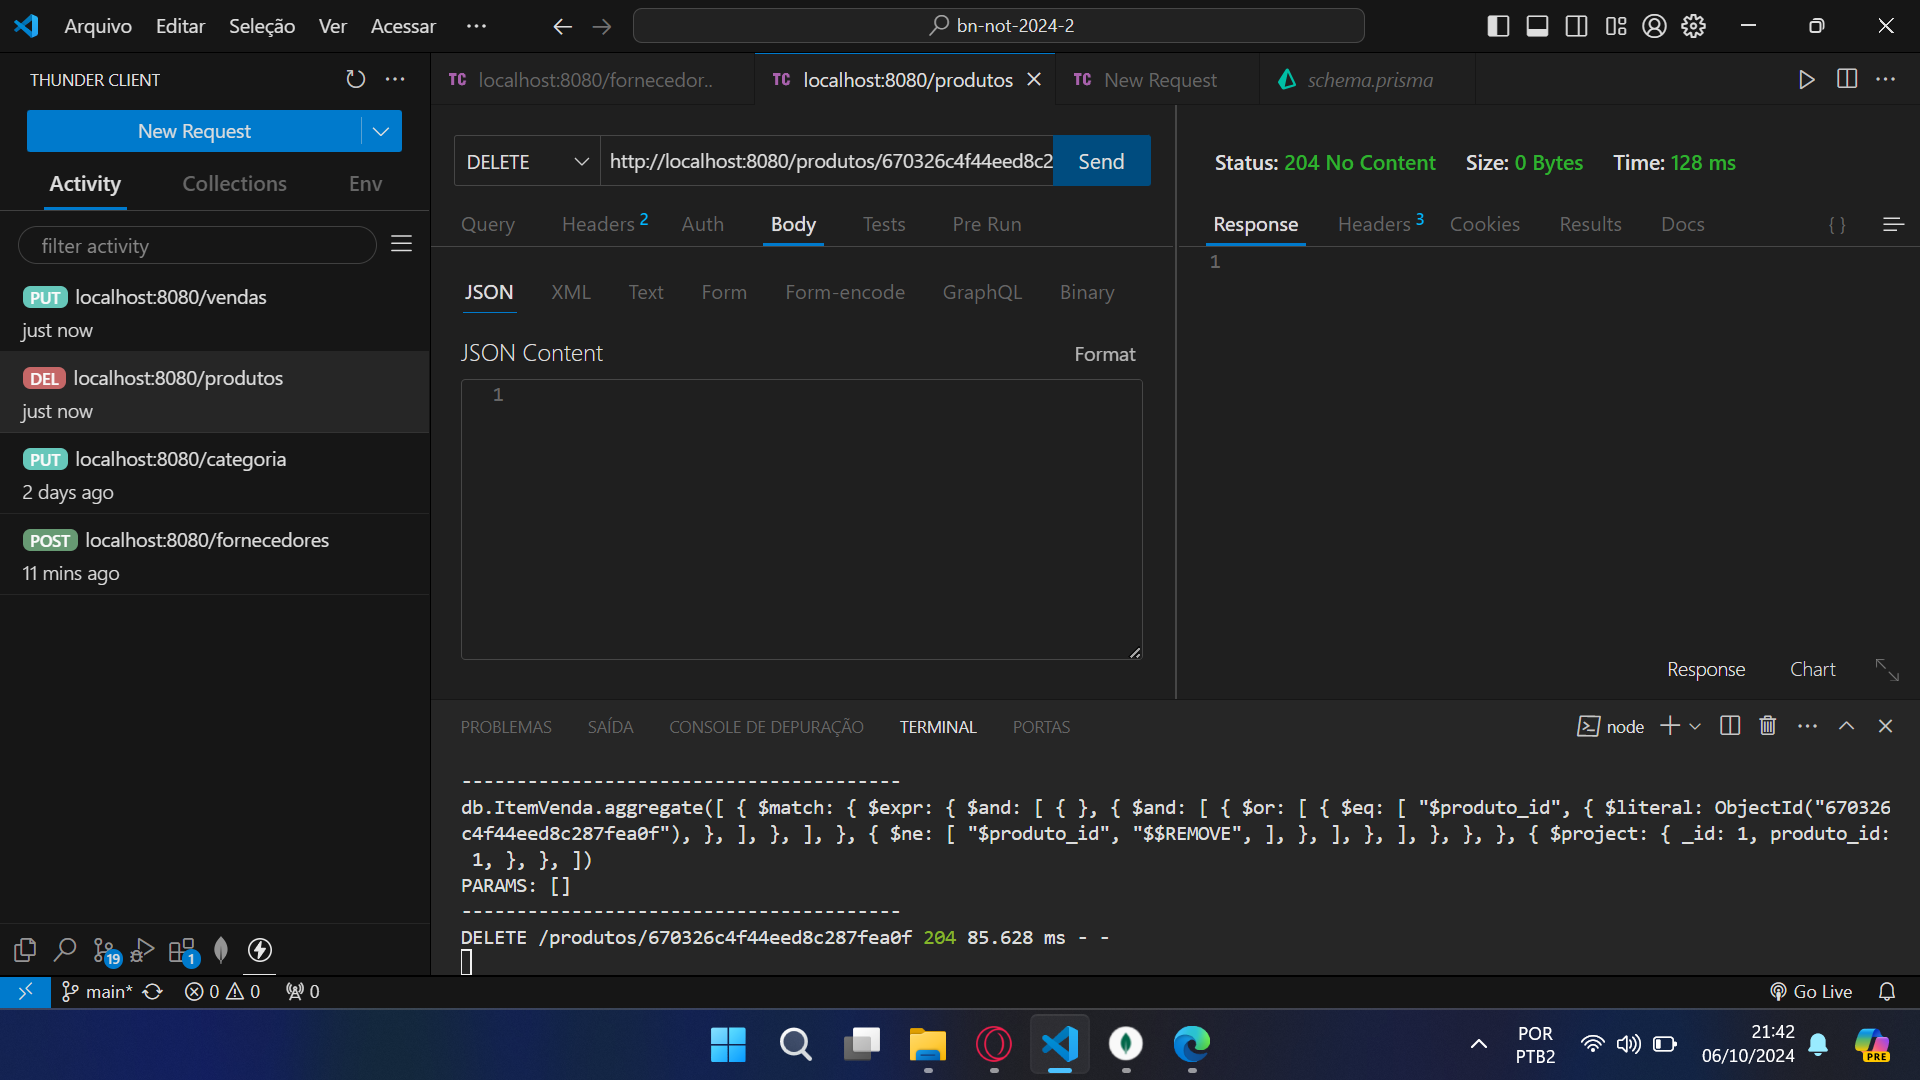 Arquivo Editar Seleção Ver Acessar ··· bn-not-2024-2
THUNDER CLIENT
New Request
Activity Collections Env
filter activity
PUT localhost:8080/vendas
just now
DEL localhost:8080/produtos
just now
PUT localhost:8080/categoria
2 days ago
POST localhost:8080/fornecedores
11 mins ago
TC localhost:8080/fornecedor.. TC localhost:8080/produtos TC New Request schema.prisma
DELETE http://localhost:8080/produtos/670326c4f44eed8c2 Send
Query Headers 2 Auth Body Tests Pre Run
JSON XML Text Form Form-encode GraphQL Binary
JSON Content Format
1
Status: 204 No Content Size: 0 Bytes Time: 128 ms
Response Headers 3 Cookies Results Docs { }
1
Response Chart
PROBLEMAS SAÍDA CONSOLE DE DEPURAÇÃO TERMINAL PORTAS node
----------------------------------------
db.ItemVenda.aggregate([ { $match: { $expr: { $and: [ { }, { $and: [ { $or: [ { $eq: [ "$produto_id", { $literal: ObjectId("670326
c4f44eed8c287fea0f"), }, ], }, ], }, { $ne: [ "$produto_id", "$$REMOVE", ], }, ], }, ], }, }, }, { $project: { _id: 1, produto_id:
1, }, }, ])
PARAMS: []
----------------------------------------
DELETE /produtos/670326c4f44eed8c287fea0f 204 85.628 ms - -
19 1
main* 0 0 0 Go Live
POR
PTB2
21:42
06/10/2024
PRE